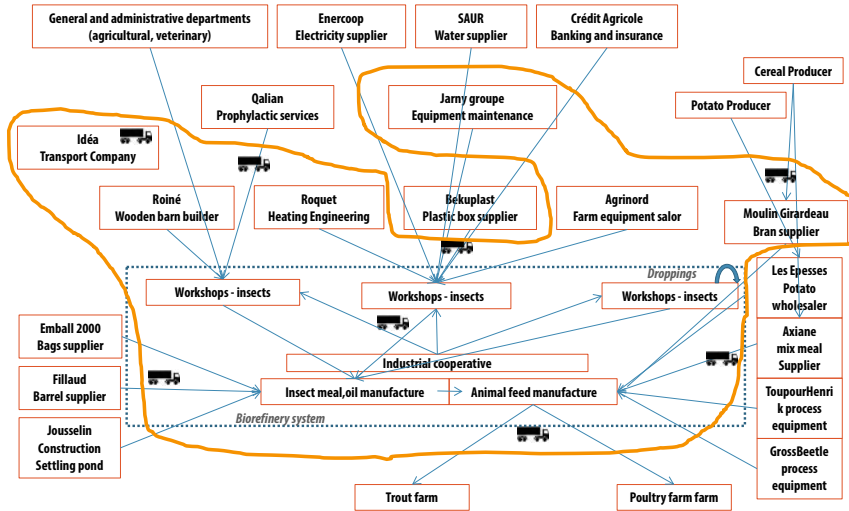 General and administrative departments
(agricultural, veterinary)
Enercoop
Electricity supplier
SAUR
Water supplier
Crédit Agricole
Banking and insurance
Cereal Producer
Qalian
Prophylactic services
Jarny groupe
Equipment maintenance
Potato Producer
Idéa
Transport Company
Roiné
Wooden barn builder
Roquet
Heating Engineering
Bekuplast
Plastic box supplier
Agrinord
Farm equipment salor
Moulin Girardeau
Bran supplier
Droppings
Workshops - insects
Workshops - insects
Workshops - insects
Les Epesses
Potato
wholesaler
Emball 2000
Bags supplier
Axiane
mix meal
Supplier
Industrial cooperative
Fillaud
Barrel supplier
Insect meal,oil manufacture
Animal feed manufacture
ToupourHenri
k process
equipment
Biorefinery system
Jousselin
Construction
Settling pond
GrossBeetle
process
equipment
Trout farm
Poultry farm farm